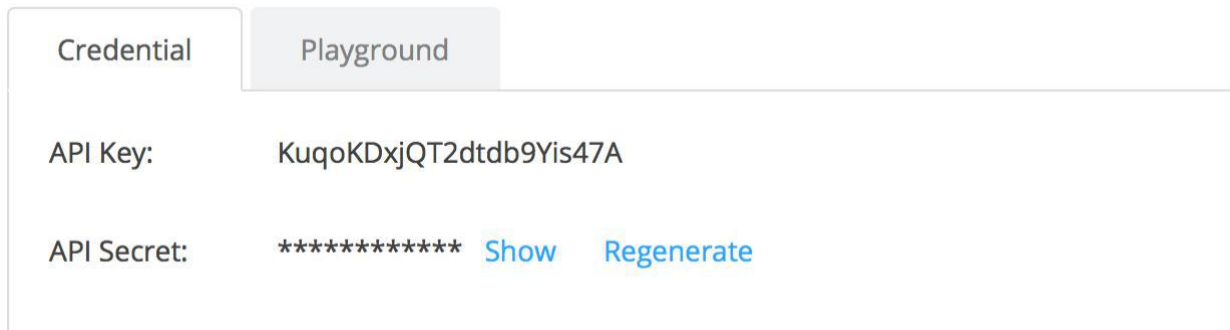 Credential Playground
API Key: KuqoKDxjQT2dtdb9Yis47A
API Secret: ************ Show Regenerate